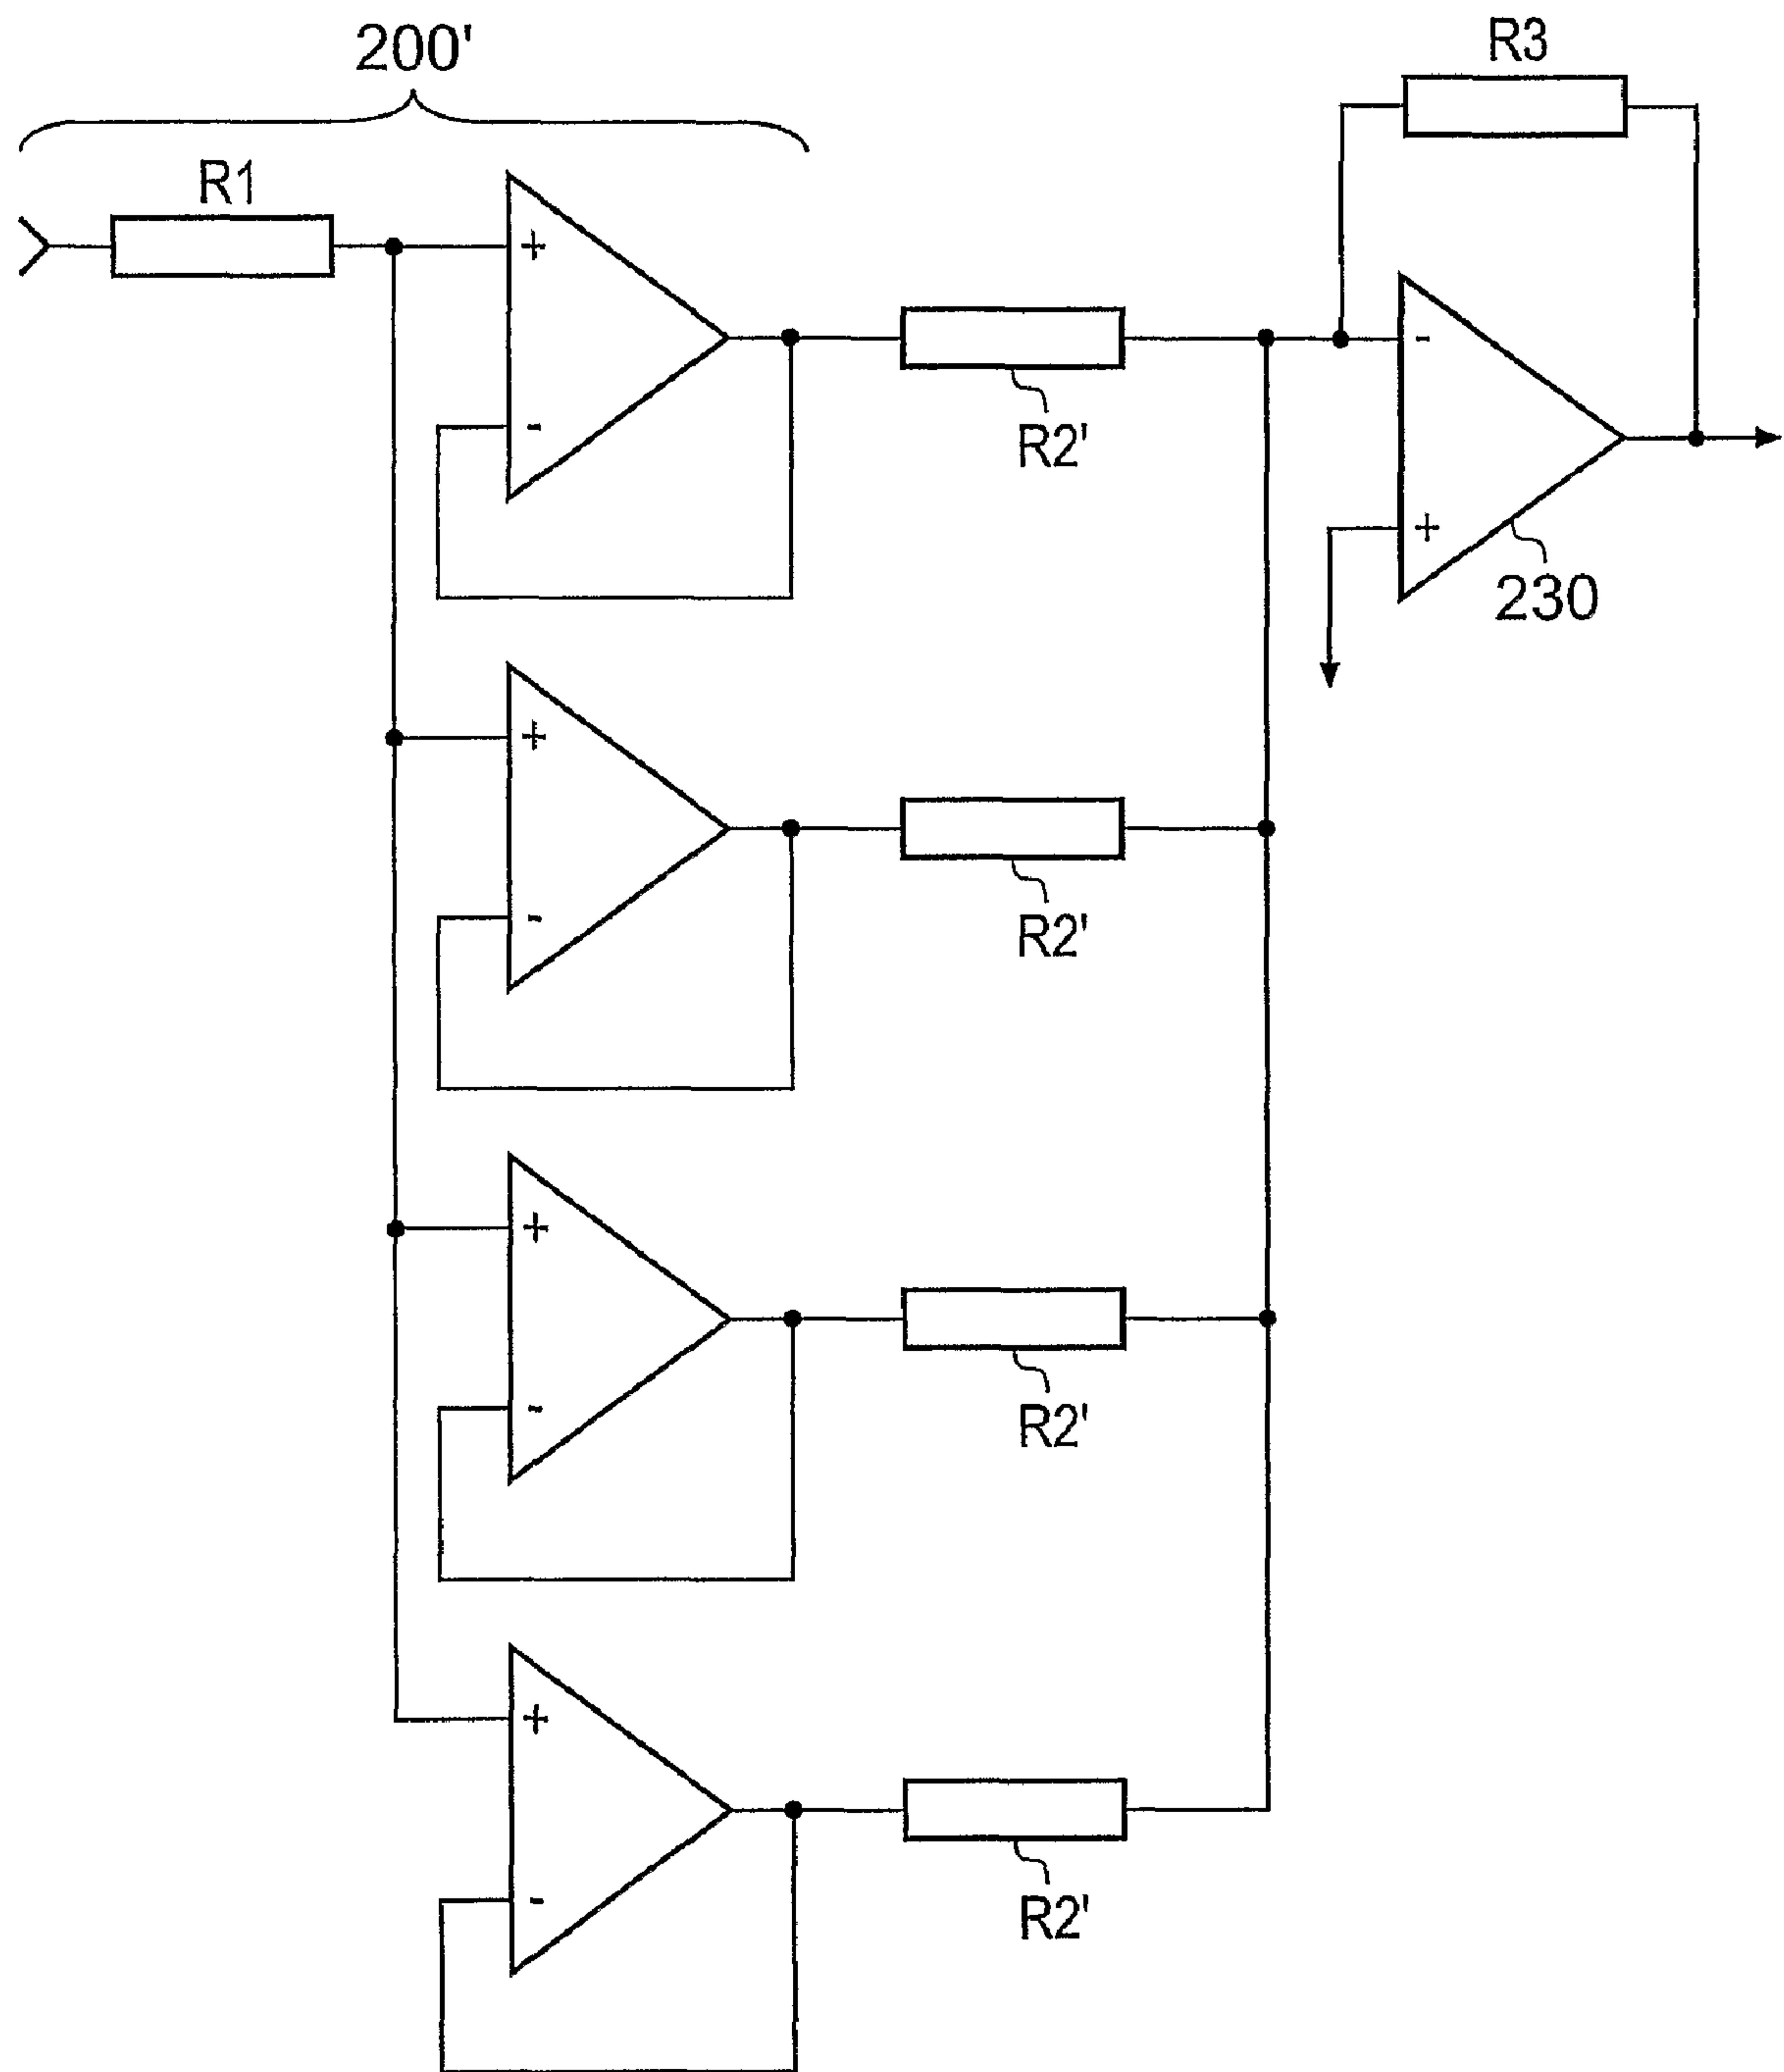 200'
R3
R1
+
-
R2'
-
+
230
+
-
R2'
+
-
R2'
+
-
R2'